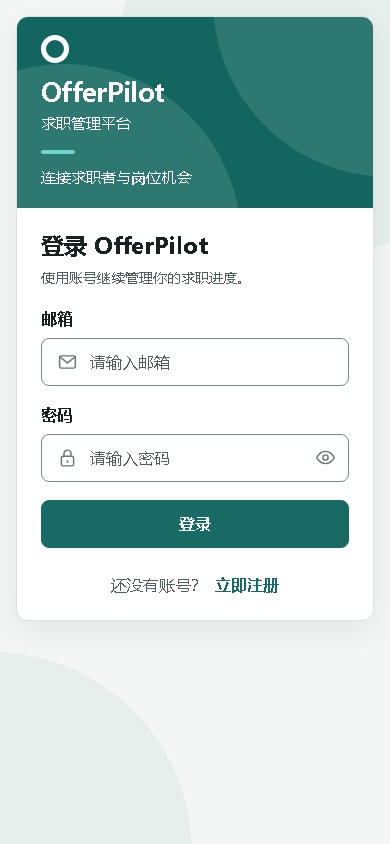 OfferPilot
求职管理平台
连接求职者与岗位机会
登录 OfferPilot
使用账号继续管理你的求职进度。
邮箱
请输入邮箱
密码
请输入密码
登录
还没有账号？ 立即注册